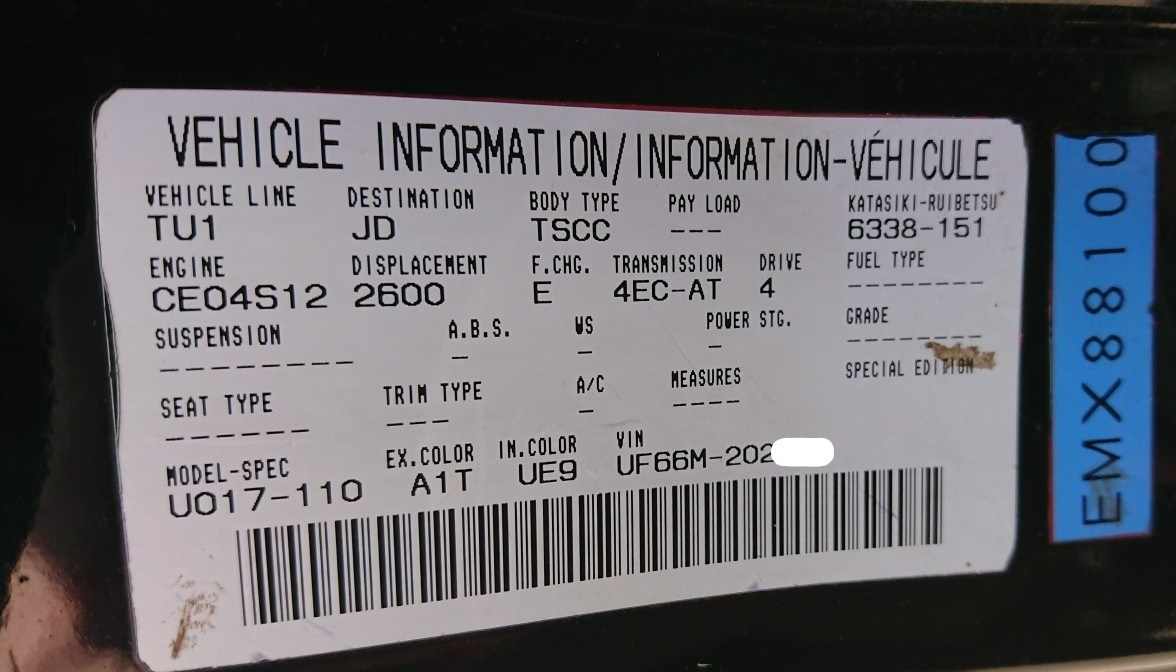 VEHICLE INFORMATION/INFORMATION-VÉHICULE
VEHICLE LINE DESTINATION BODY TYPE PAY LOAD KATASIKI-RUIBETSU*
TU1 JD TSCC --- 6338-151
ENGINE DISPLACEMENT F.CHG. TRANSMISSION DRIVE FUEL TYPE
CE04S12 2600 E 4EC-AT 4 --------
SUSPENSION A.B.S. WS POWER STG. GRADE
--------- - - - --------
SEAT TYPE TRIM TYPE A/C MEASURES SPECIAL EDITION
------ --- - ----
MODEL-SPEC EX.COLOR IN.COLOR VIN
U017-110 A1T UE9 UF66M-202
EMX88100